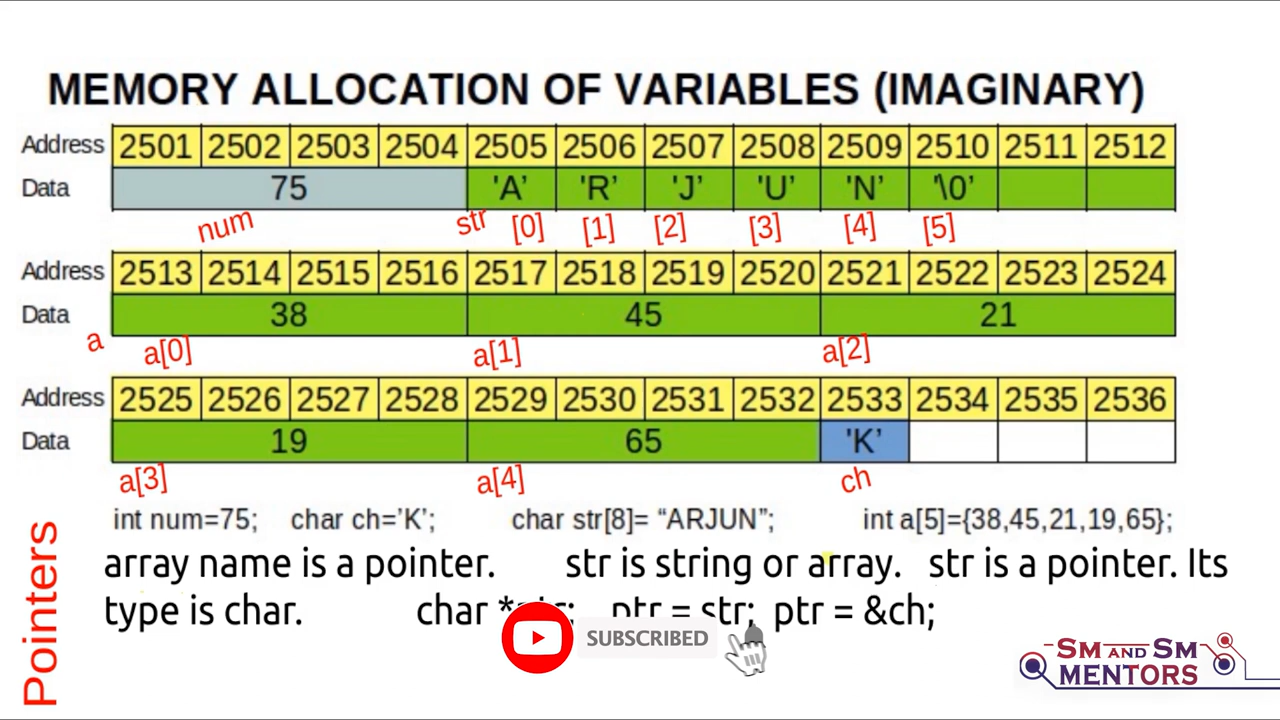 MEMORY ALLOCATION OF VARIABLES (IMAGINARY)
Address 2501 2502 2503 2504 2505 2506 2507 2508 2509 2510 2511 2512
Data 75 'A’ 'R’ 'J’ 'U’ 'N’ '\0’
num str [0] [1] [2] [3] [4] [5]
Address 2513 2514 2515 2516 2517 2518 2519 2520 2521 2522 2523 2524
Data 38 45 21
a a[0] a[1] a[2]
Address 2525 2526 2527 2528 2529 2530 2531 2532 2533 2534 2535 2536
Data 19 65 'K’
a[3] a[4] ch
Pointers
int num=75; char ch=’K’; char str[8]= “ARJUN”; int a[5]={38,45,21,19,65};
array name is a pointer. str is string or array. str is a pointer. Its
type is char. char *ptr; ptr = str; ptr = &ch;
SUBSCRIBED
SM AND SM
MENTORS